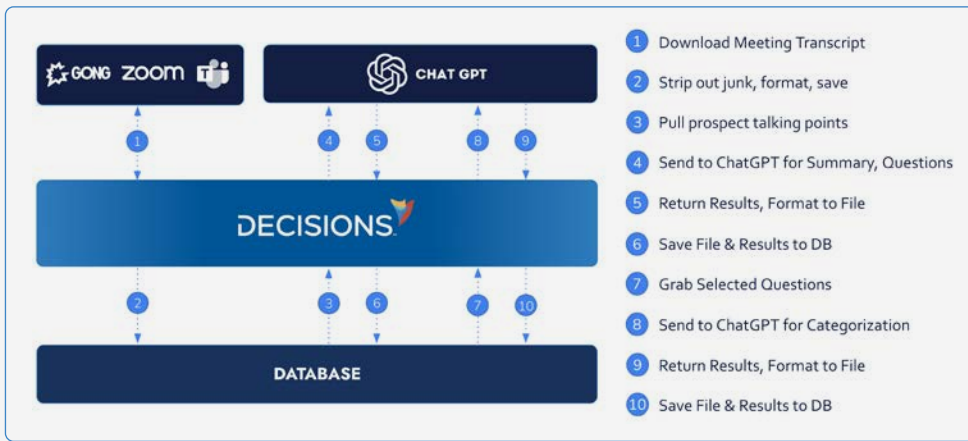 GONG zoom T
CHAT GPT
1 Download Meeting Transcript
2 Strip out junk, format, save
3 Pull prospect talking points
4 Send to ChatGPT for Summary, Questions
5 Return Results, Format to File
6 Save File & Results to DB
7 Grab Selected Questions
8 Send to ChatGPT for Categorization
9 Return Results, Format to File
10 Save File & Results to DB
1
4
5
8
9
DECISIONS
2
3
6
7
10
DATABASE